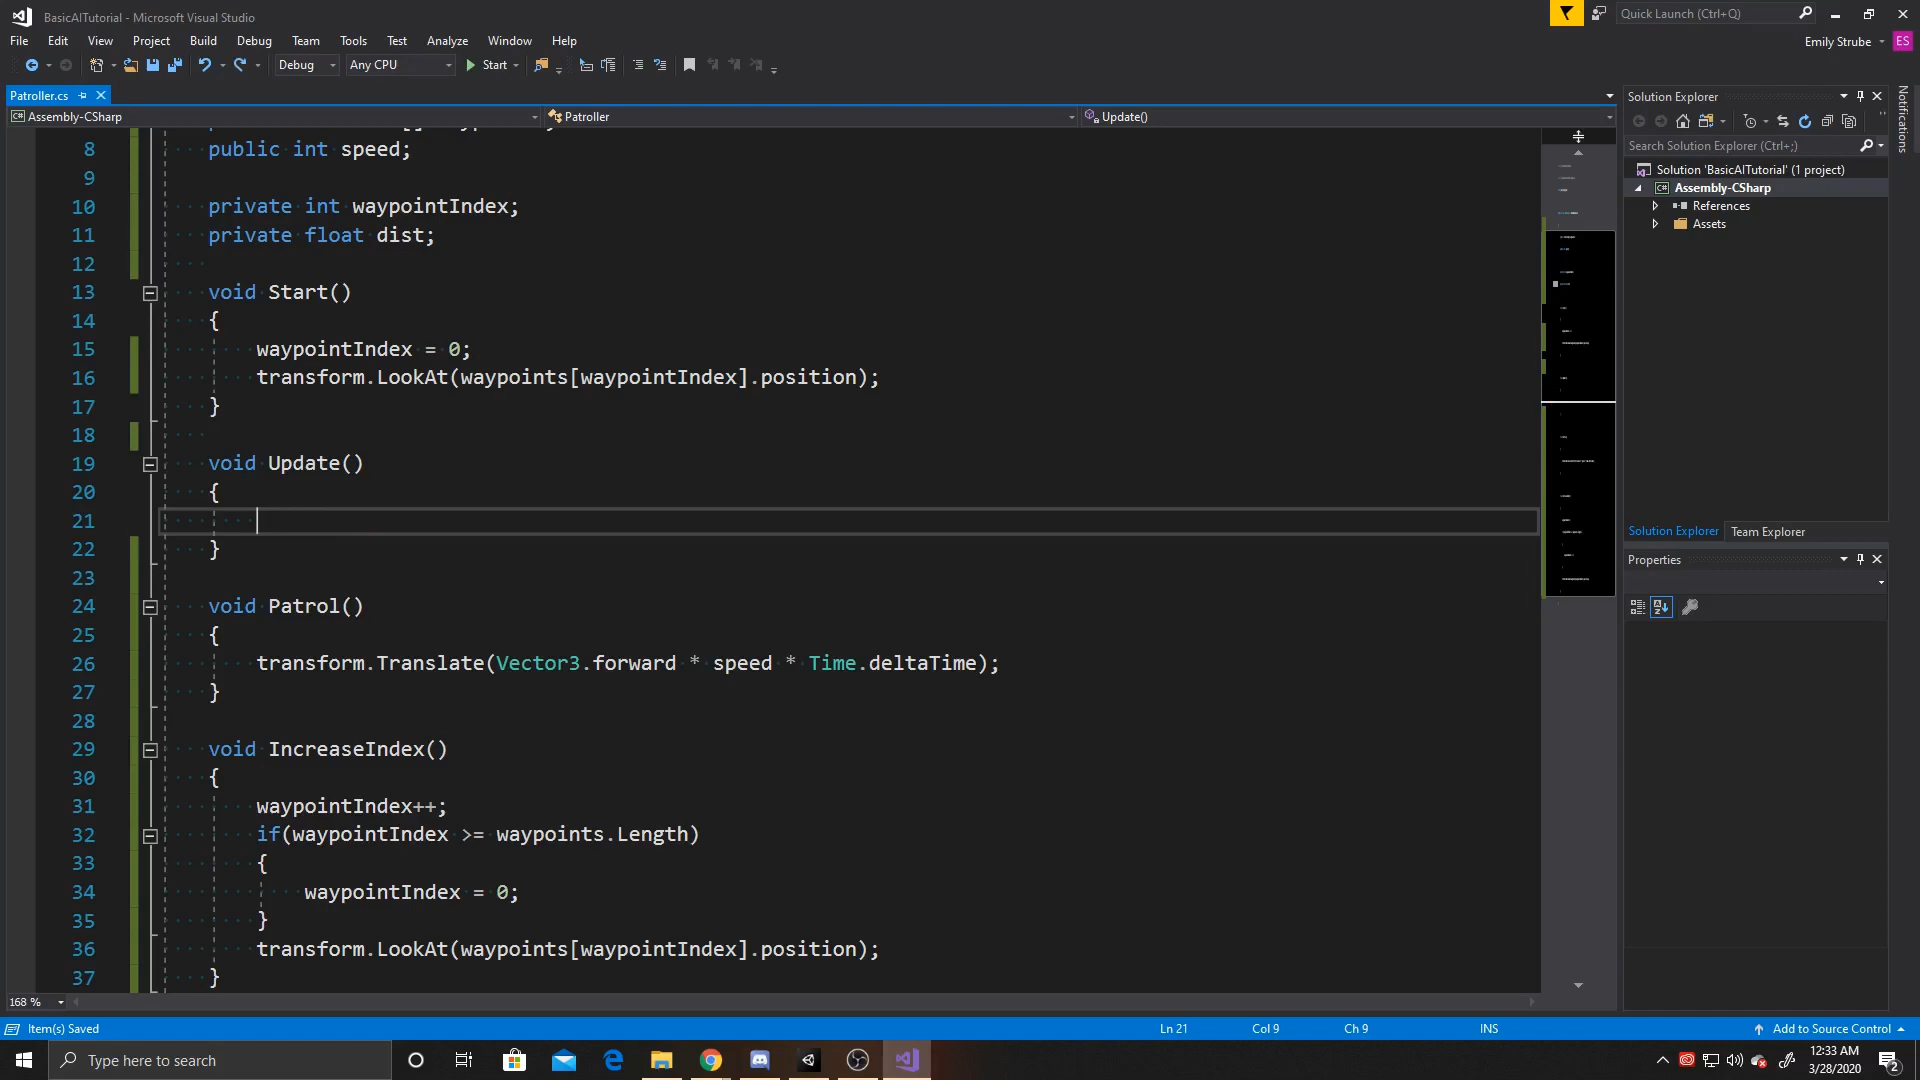 BasicAITutorial - Microsoft Visual Studio
Quick Launch (Ctrl+Q)
File Edit View Project Build Debug Team Tools Test Analyze Window Help
Emily Strube ES
Debug Any CPU Start
Patroller.cs
Assembly-CSharp Patroller Update()
8 public int speed;
9
10 private int waypointIndex;
11 private float dist;
12
13 void Start()
14 {
15 waypointIndex = 0;
16 transform.LookAt(waypoints[waypointIndex].position);
17 }
18
19 void Update()
20 {
21
22 }
23
24 void Patrol()
25 {
26 transform.Translate(Vector3.forward * speed * Time.deltaTime);
27 }
28
29 void IncreaseIndex()
30 {
31 waypointIndex++;
32 if(waypointIndex >= waypoints.Length)
33 {
34 waypointIndex = 0;
35 }
36 transform.LookAt(waypoints[waypointIndex].position);
37 }
168 %
Solution Explorer
Search Solution Explorer (Ctrl+;)
Solution 'BasicAITutorial' (1 project)
C# Assembly-CSharp
References
Assets
Solution Explorer Team Explorer
Properties
Notifications
Item(s) Saved Ln 21 Col 9 Ch 9 INS Add to Source Control
Type here to search
12:33 AM
3/28/2020
2